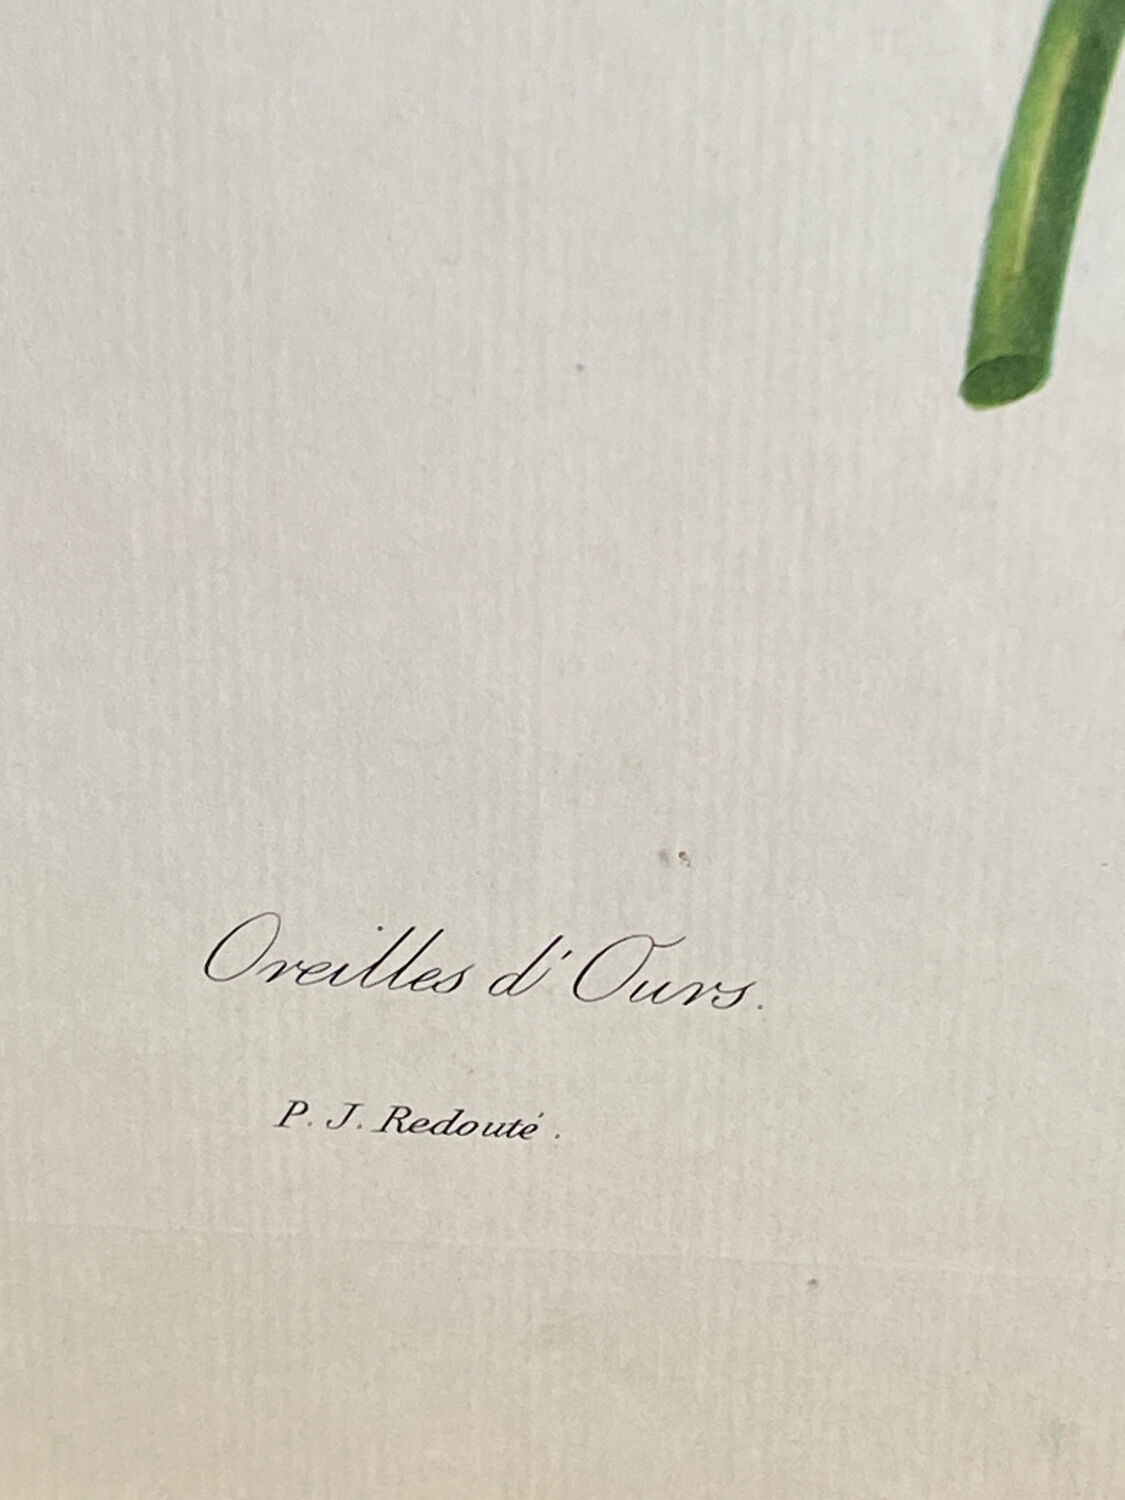 Oreilles d' Ours.
P. J. Redouté.